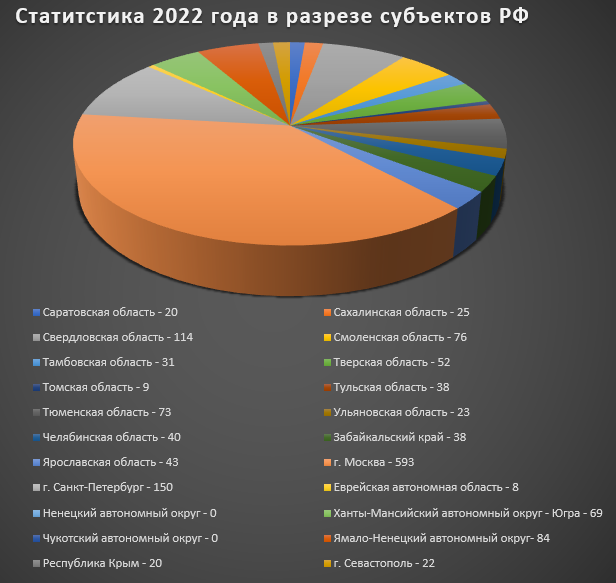 Статитстика 2022 года в разрезе субъектов РФ
Саратовская область - 20
Сахалинская область - 25
Свердловская область - 114
Смоленская область - 76
Тамбовская область - 31
Тверская область - 52
Томская область - 9
Тульская область - 38
Тюменская область - 73
Ульяновская область - 23
Челябинская область - 40
Забайкальский край - 38
Ярославская область - 43
г. Москва - 593
г. Санкт-Петербург - 150
Еврейская автономная область - 8
Ненецкий автономный округ - 0
Ханты-Мансийский автономный округ - Югра - 69
Чукотский автономный округ - 0
Ямало-Ненецкий автономный округ- 84
Республика Крым - 20
г. Севастополь - 22